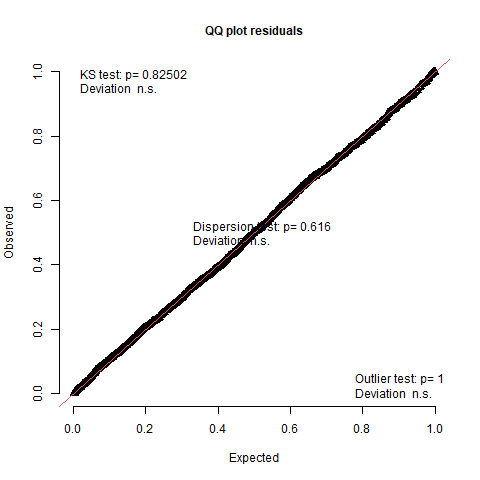 QQ plot residuals
KS test: p= 0.82502
Deviation n.s.
Dispersion test: p= 0.616
Deviation n.s.
Outlier test: p= 1
Deviation n.s.
Observed
0.0 0.2 0.4 0.6 0.8 1.0
0.0 0.2 0.4 0.6 0.8 1.0
Expected